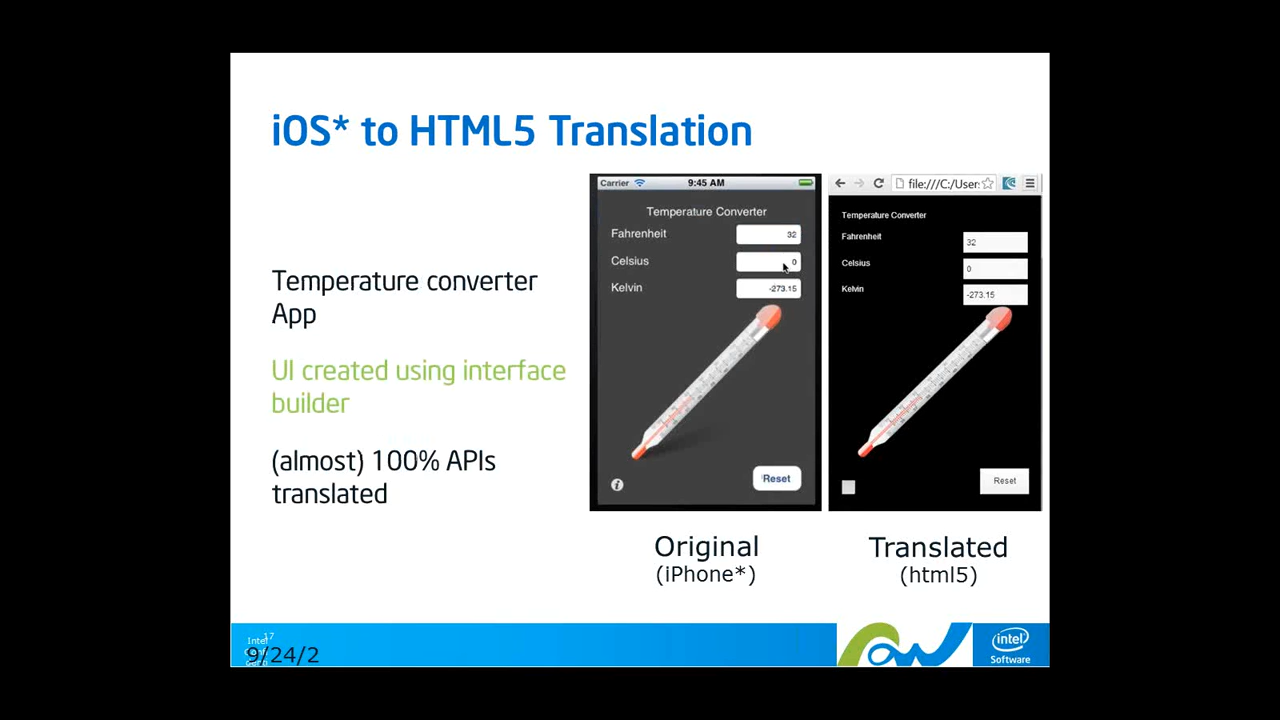 iOS* to HTML5 Translation
Temperature converter
App
UI created using interface
builder
(almost) 100% APIs
translated
Carrier
9:45 AM
Temperature Converter
Fahrenheit
32
Celsius
0
Kelvin
-273.15
Reset
i
Original
(iPhone*)
file:///C:/User:
Temperature Converter
Fahrenheit
32
Celsius
0
Kelvin
-273.15
Reset
Translated
(html5)
17
Intel
9/24/2
intel
Software